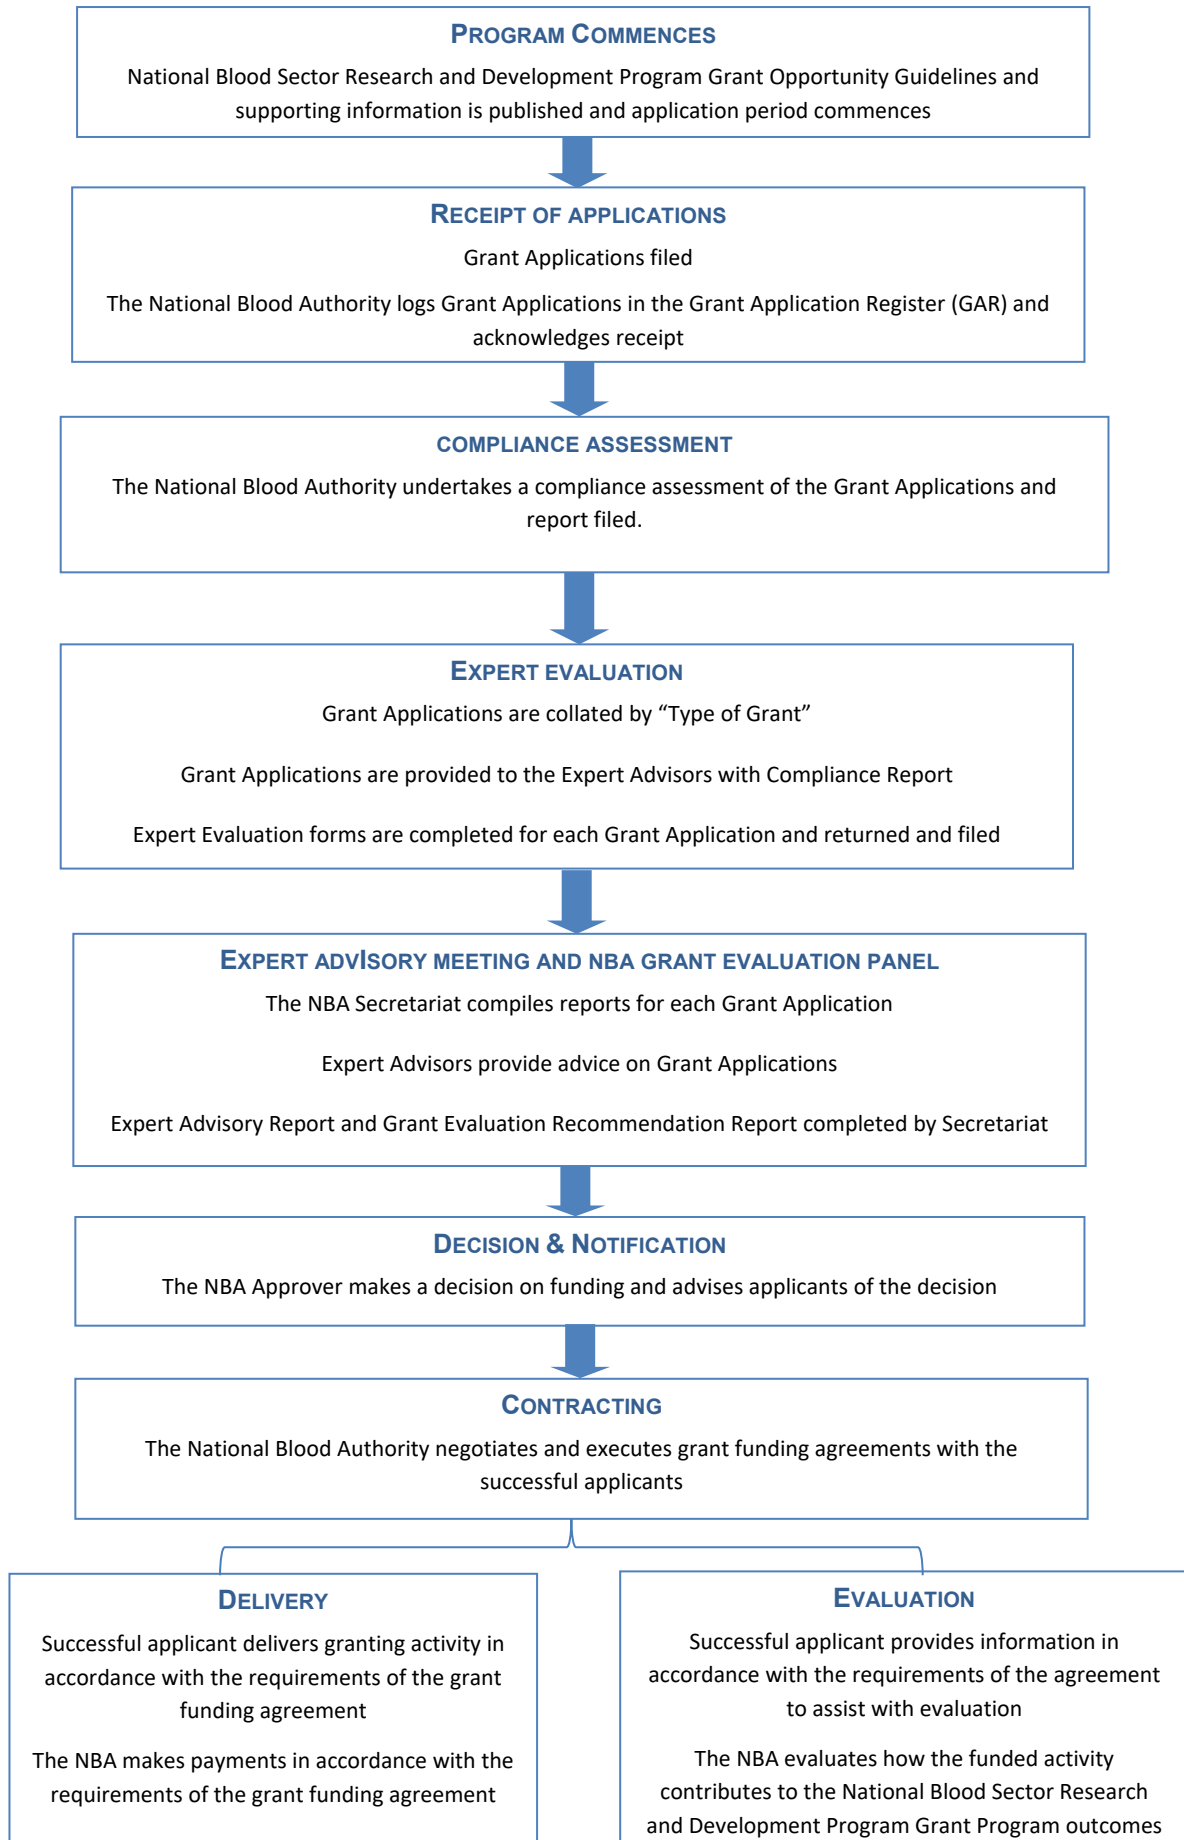 PROGRAM COMMENCES
National Blood Sector Research and Development Program Grant Opportunity Guidelines and
supporting information is published and application period commences
RECEIPT OF APPLICATIONS
Grant Applications filed
The National Blood Authority logs Grant Applications in the Grant Application Register (GAR) and
acknowledges receipt
COMPLIANCE ASSESSMENT
The National Blood Authority undertakes a compliance assessment of the Grant Applications and
report filed.
EXPERT EVALUATION
Grant Applications are collated by “Type of Grant”
Grant Applications are provided to the Expert Advisors with Compliance Report
Expert Evaluation forms are completed for each Grant Application and returned and filed
EXPERT ADVISORY MEETING AND NBA GRANT EVALUATION PANEL
The NBA Secretariat compiles reports for each Grant Application
Expert Advisors provide advice on Grant Applications
Expert Advisory Report and Grant Evaluation Recommendation Report completed by Secretariat
DECISION & NOTIFICATION
The NBA Approver makes a decision on funding and advises applicants of the decision
CONTRACTING
The National Blood Authority negotiates and executes grant funding agreements with the
successful applicants
DELIVERY
Successful applicant delivers granting activity in
accordance with the requirements of the grant
funding agreement
The NBA makes payments in accordance with the
requirements of the grant funding agreement
EVALUATION
Successful applicant provides information in
accordance with the requirements of the agreement
to assist with evaluation
The NBA evaluates how the funded activity
contributes to the National Blood Sector Research
and Development Program Grant Program outcomes